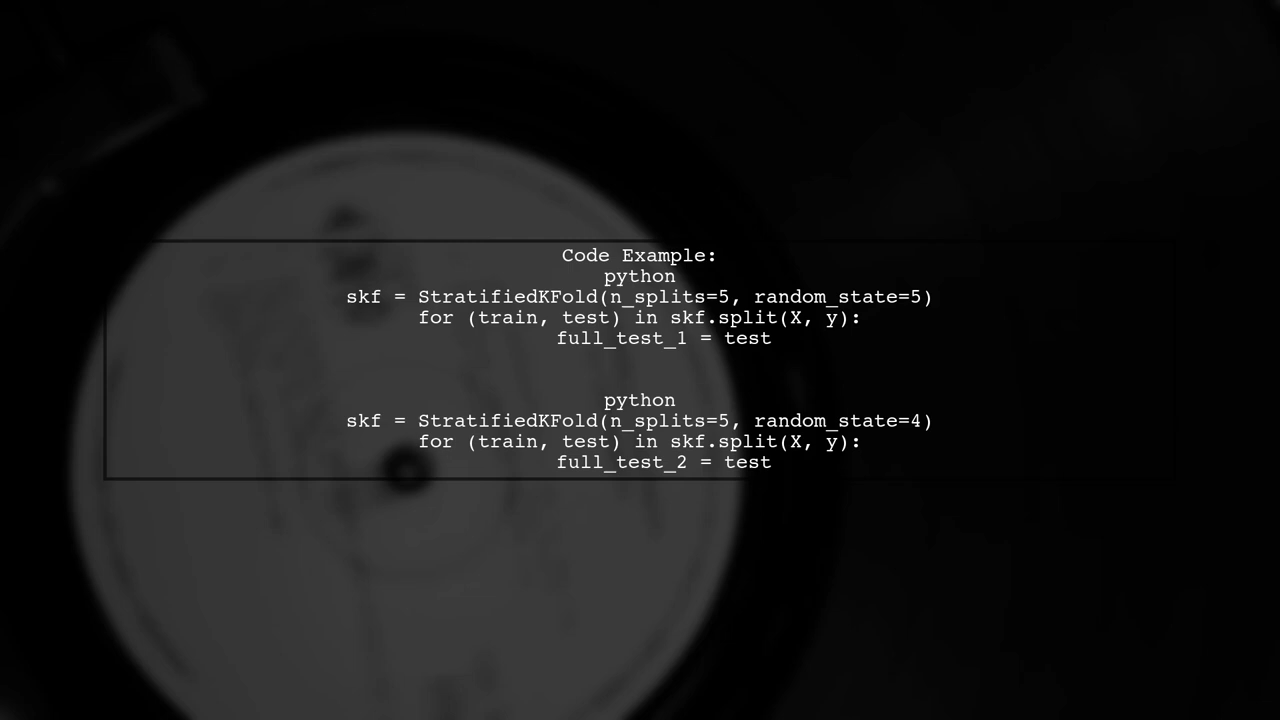 Code Example:
python
skf = StratifiedKFold(n_splits=5, random_state=5)
for (train, test) in skf.split(X, y):
full_test_1 = test
python
skf = StratifiedKFold(n_splits=5, random_state=4)
for (train, test) in skf.split(X, y):
full_test_2 = test